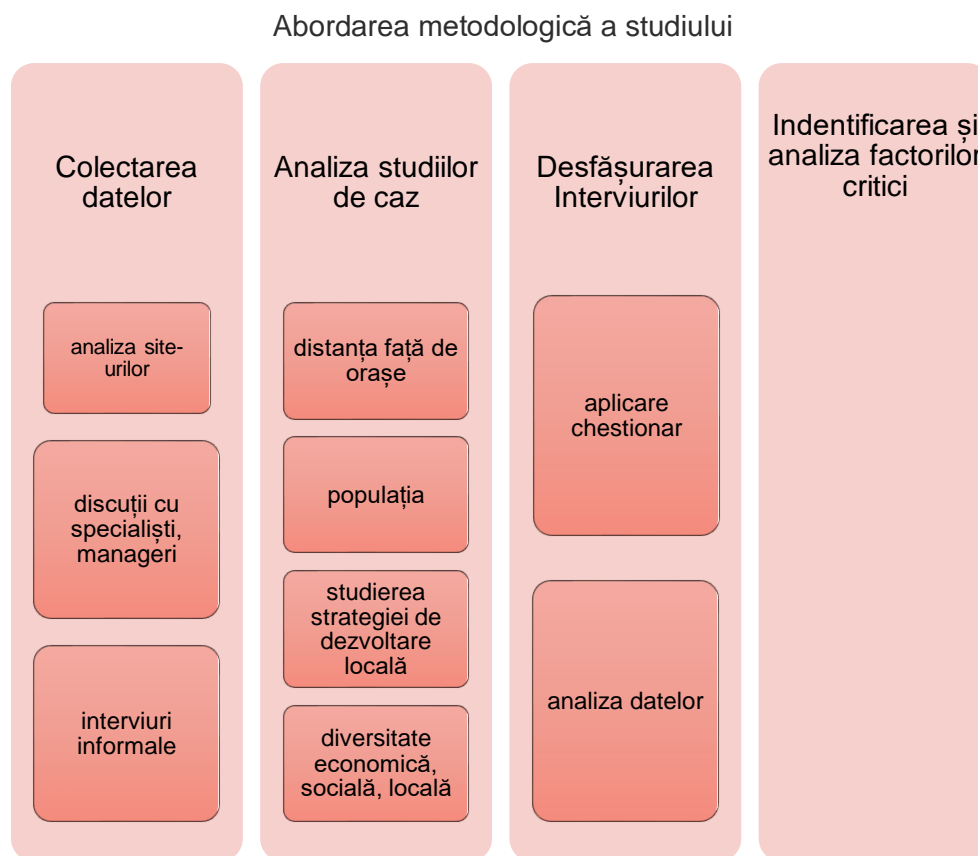 Abordarea metodologică a studiului
Colectarea
datelor
analiza site-
urilor
discuții cu
specialiști,
manageri
interviuri
informale
Analiza studiilor
de caz
distanța față de
orașe
populația
studierea
strategiei de
dezvoltare
locală
diversitate
economică,
socială, locală
Desfășurarea
Interviurilor
aplicare
chestionar
analiza datelor
Indentificarea și
analiza factorilor
critici